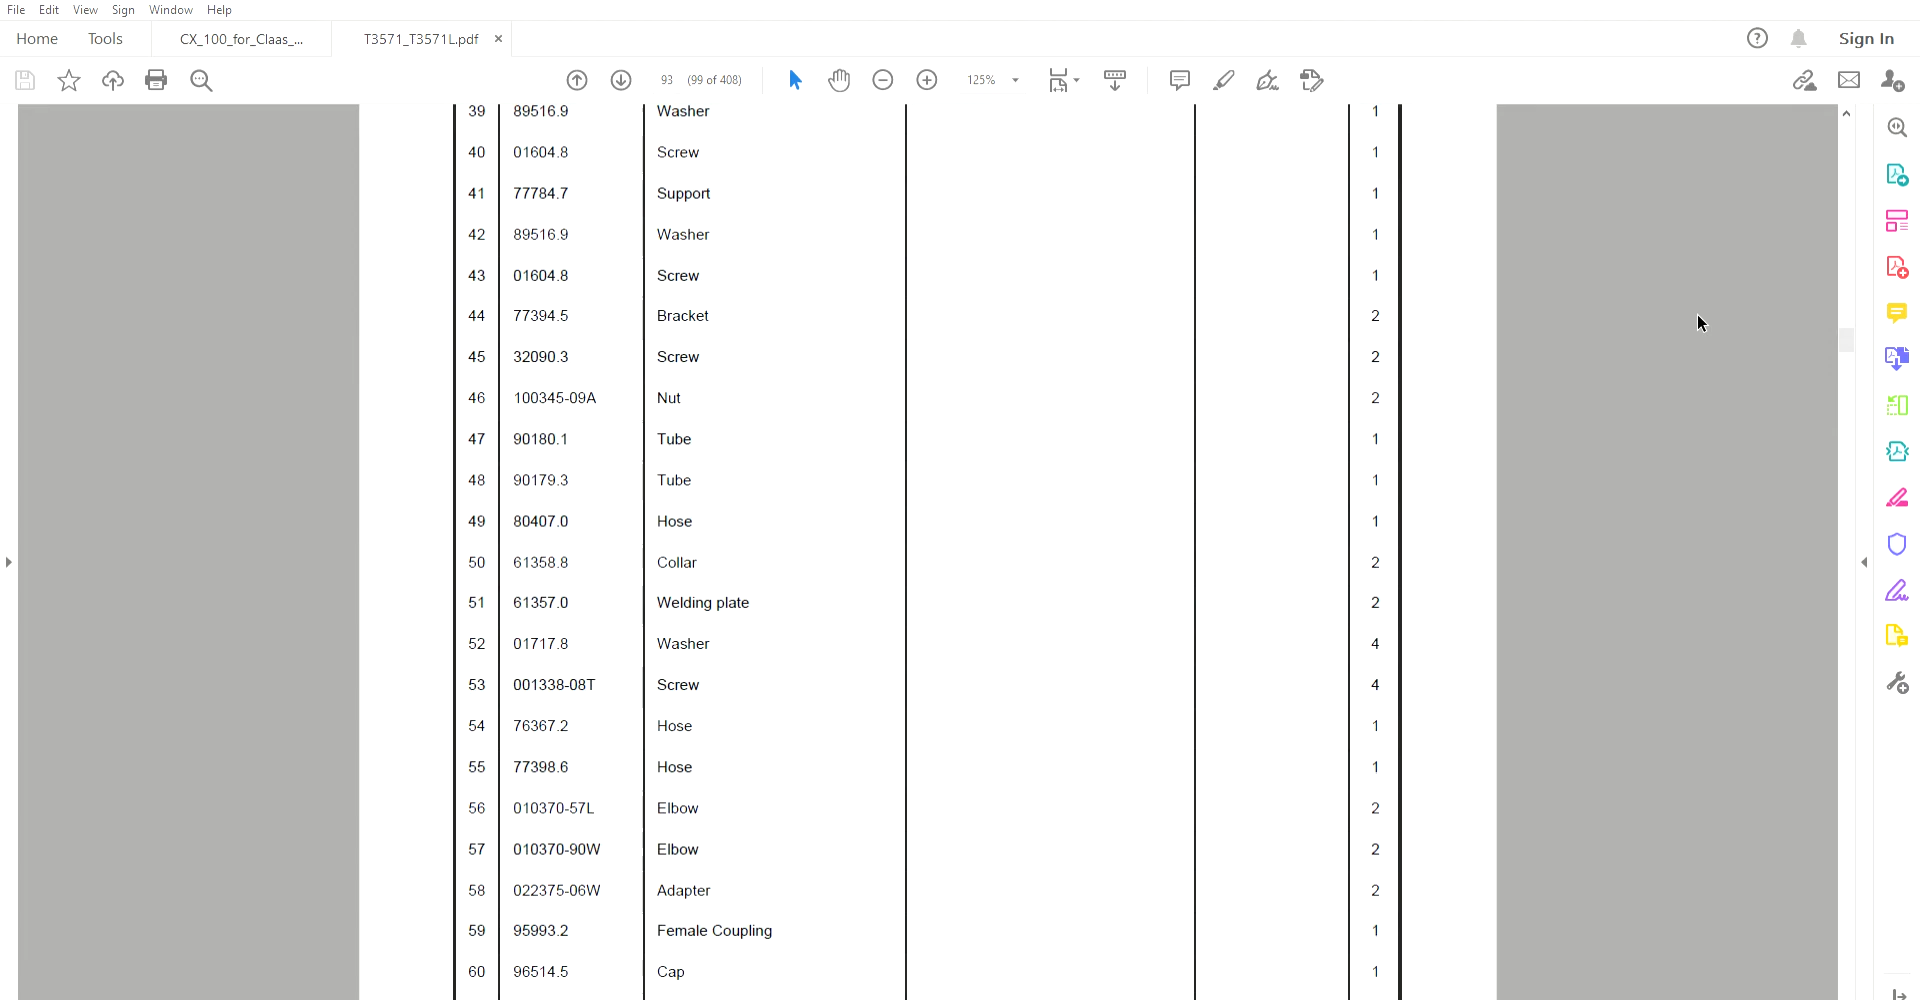 File Edit View Sign Window Help
Home Tools CX_100_for_Claas_... T3571_T3571L.pdf × Sign In
93 (99 of 408) 125%
39 89516.9 Washer 1
40 01604.8 Screw 1
41 77784.7 Support 1
42 89516.9 Washer 1
43 01604.8 Screw 1
44 77394.5 Bracket 2
45 32090.3 Screw 2
46 100345-09A Nut 2
47 90180.1 Tube 1
48 90179.3 Tube 1
49 80407.0 Hose 1
50 61358.8 Collar 2
51 61357.0 Welding plate 2
52 01717.8 Washer 4
53 001338-08T Screw 4
54 76367.2 Hose 1
55 77398.6 Hose 1
56 010370-57L Elbow 2
57 010370-90W Elbow 2
58 022375-06W Adapter 2
59 95993.2 Female Coupling 1
60 96514.5 Cap 1